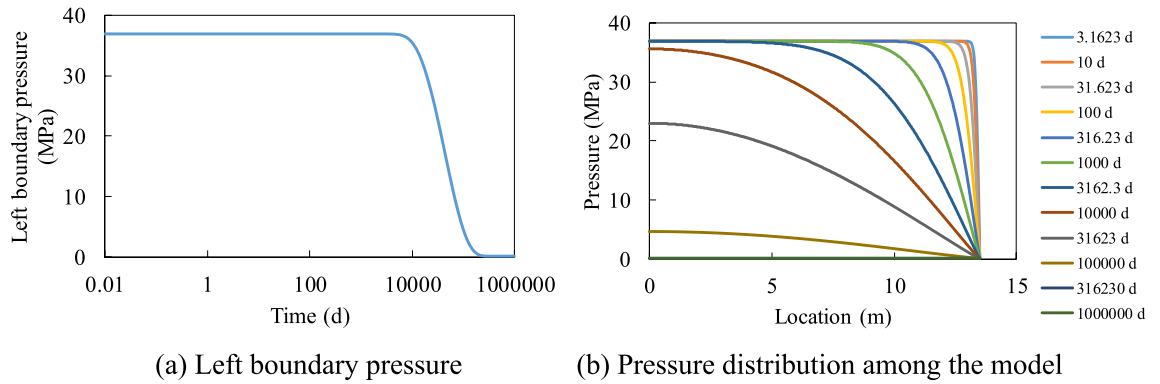 40
30
20
10
0
0.01
1
100
10000
1000000
Left boundary pressure
(MPa)
Time (d)
(a) Left boundary pressure
40
30
20
10
0
0
5
10
15
Pressure (MPa)
Location (m)
3.1623 d
10 d
31.623 d
100 d
316.23 d
1000 d
3162.3 d
10000 d
31623 d
100000 d
316230 d
1000000 d
(b) Pressure distribution among the model